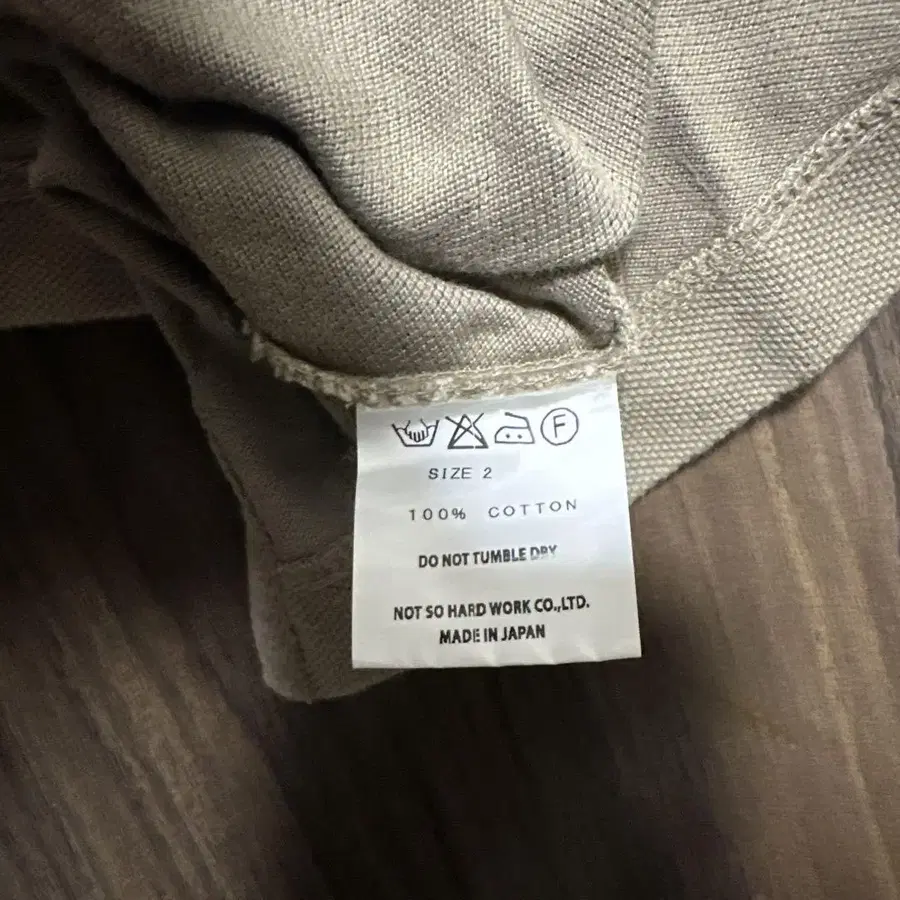 F
SIZE 2
100% COTTON
DO NOT TUMBLE DRY
NOT SO HARD WORK CO.,LTD.
MADE IN JAPAN